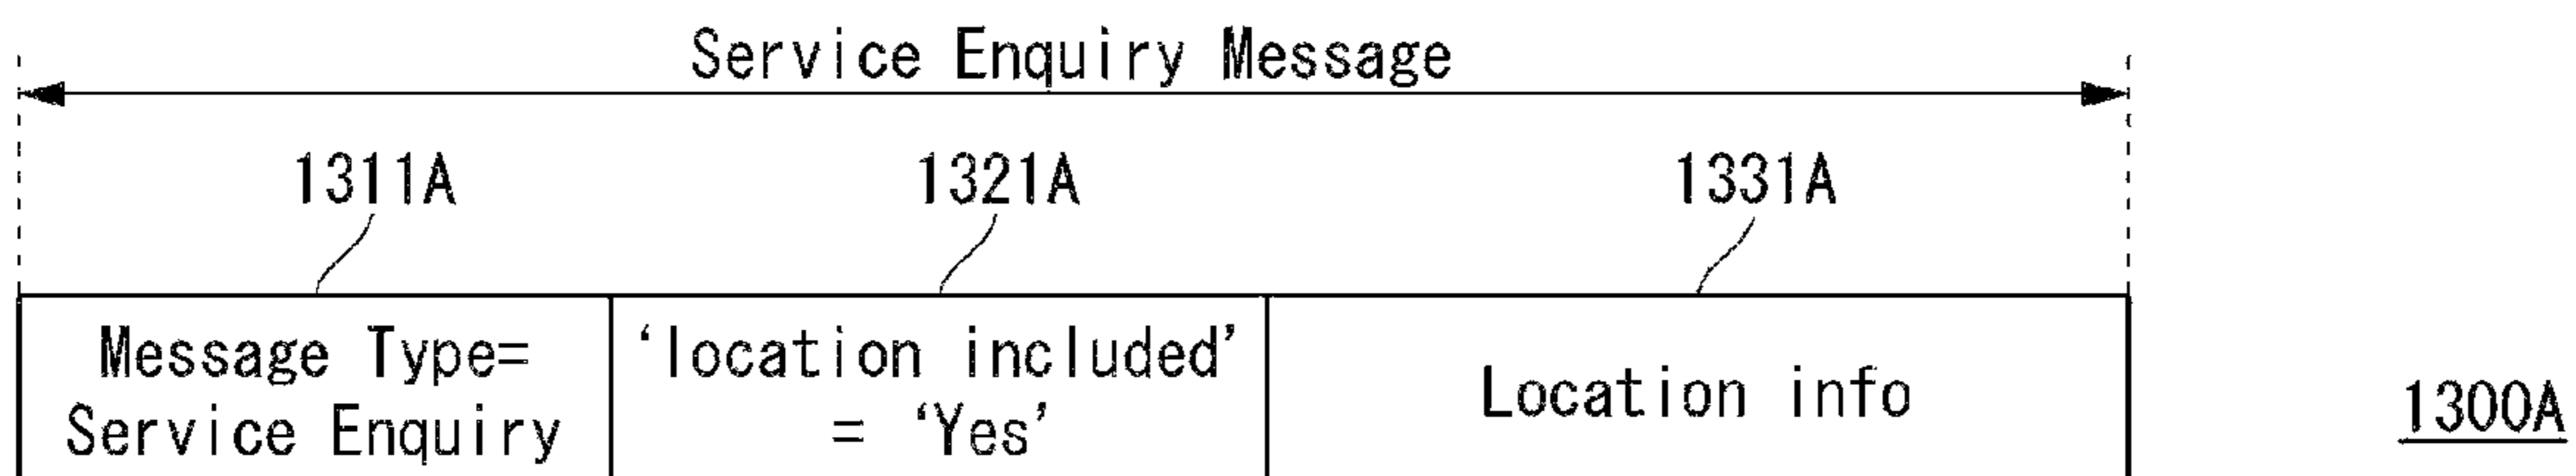 Service Enquiry Message
1311A
1321A
1331A
Message Type=
Service Enquiry
‘location included’
= ‘Yes’
Location info
1300A